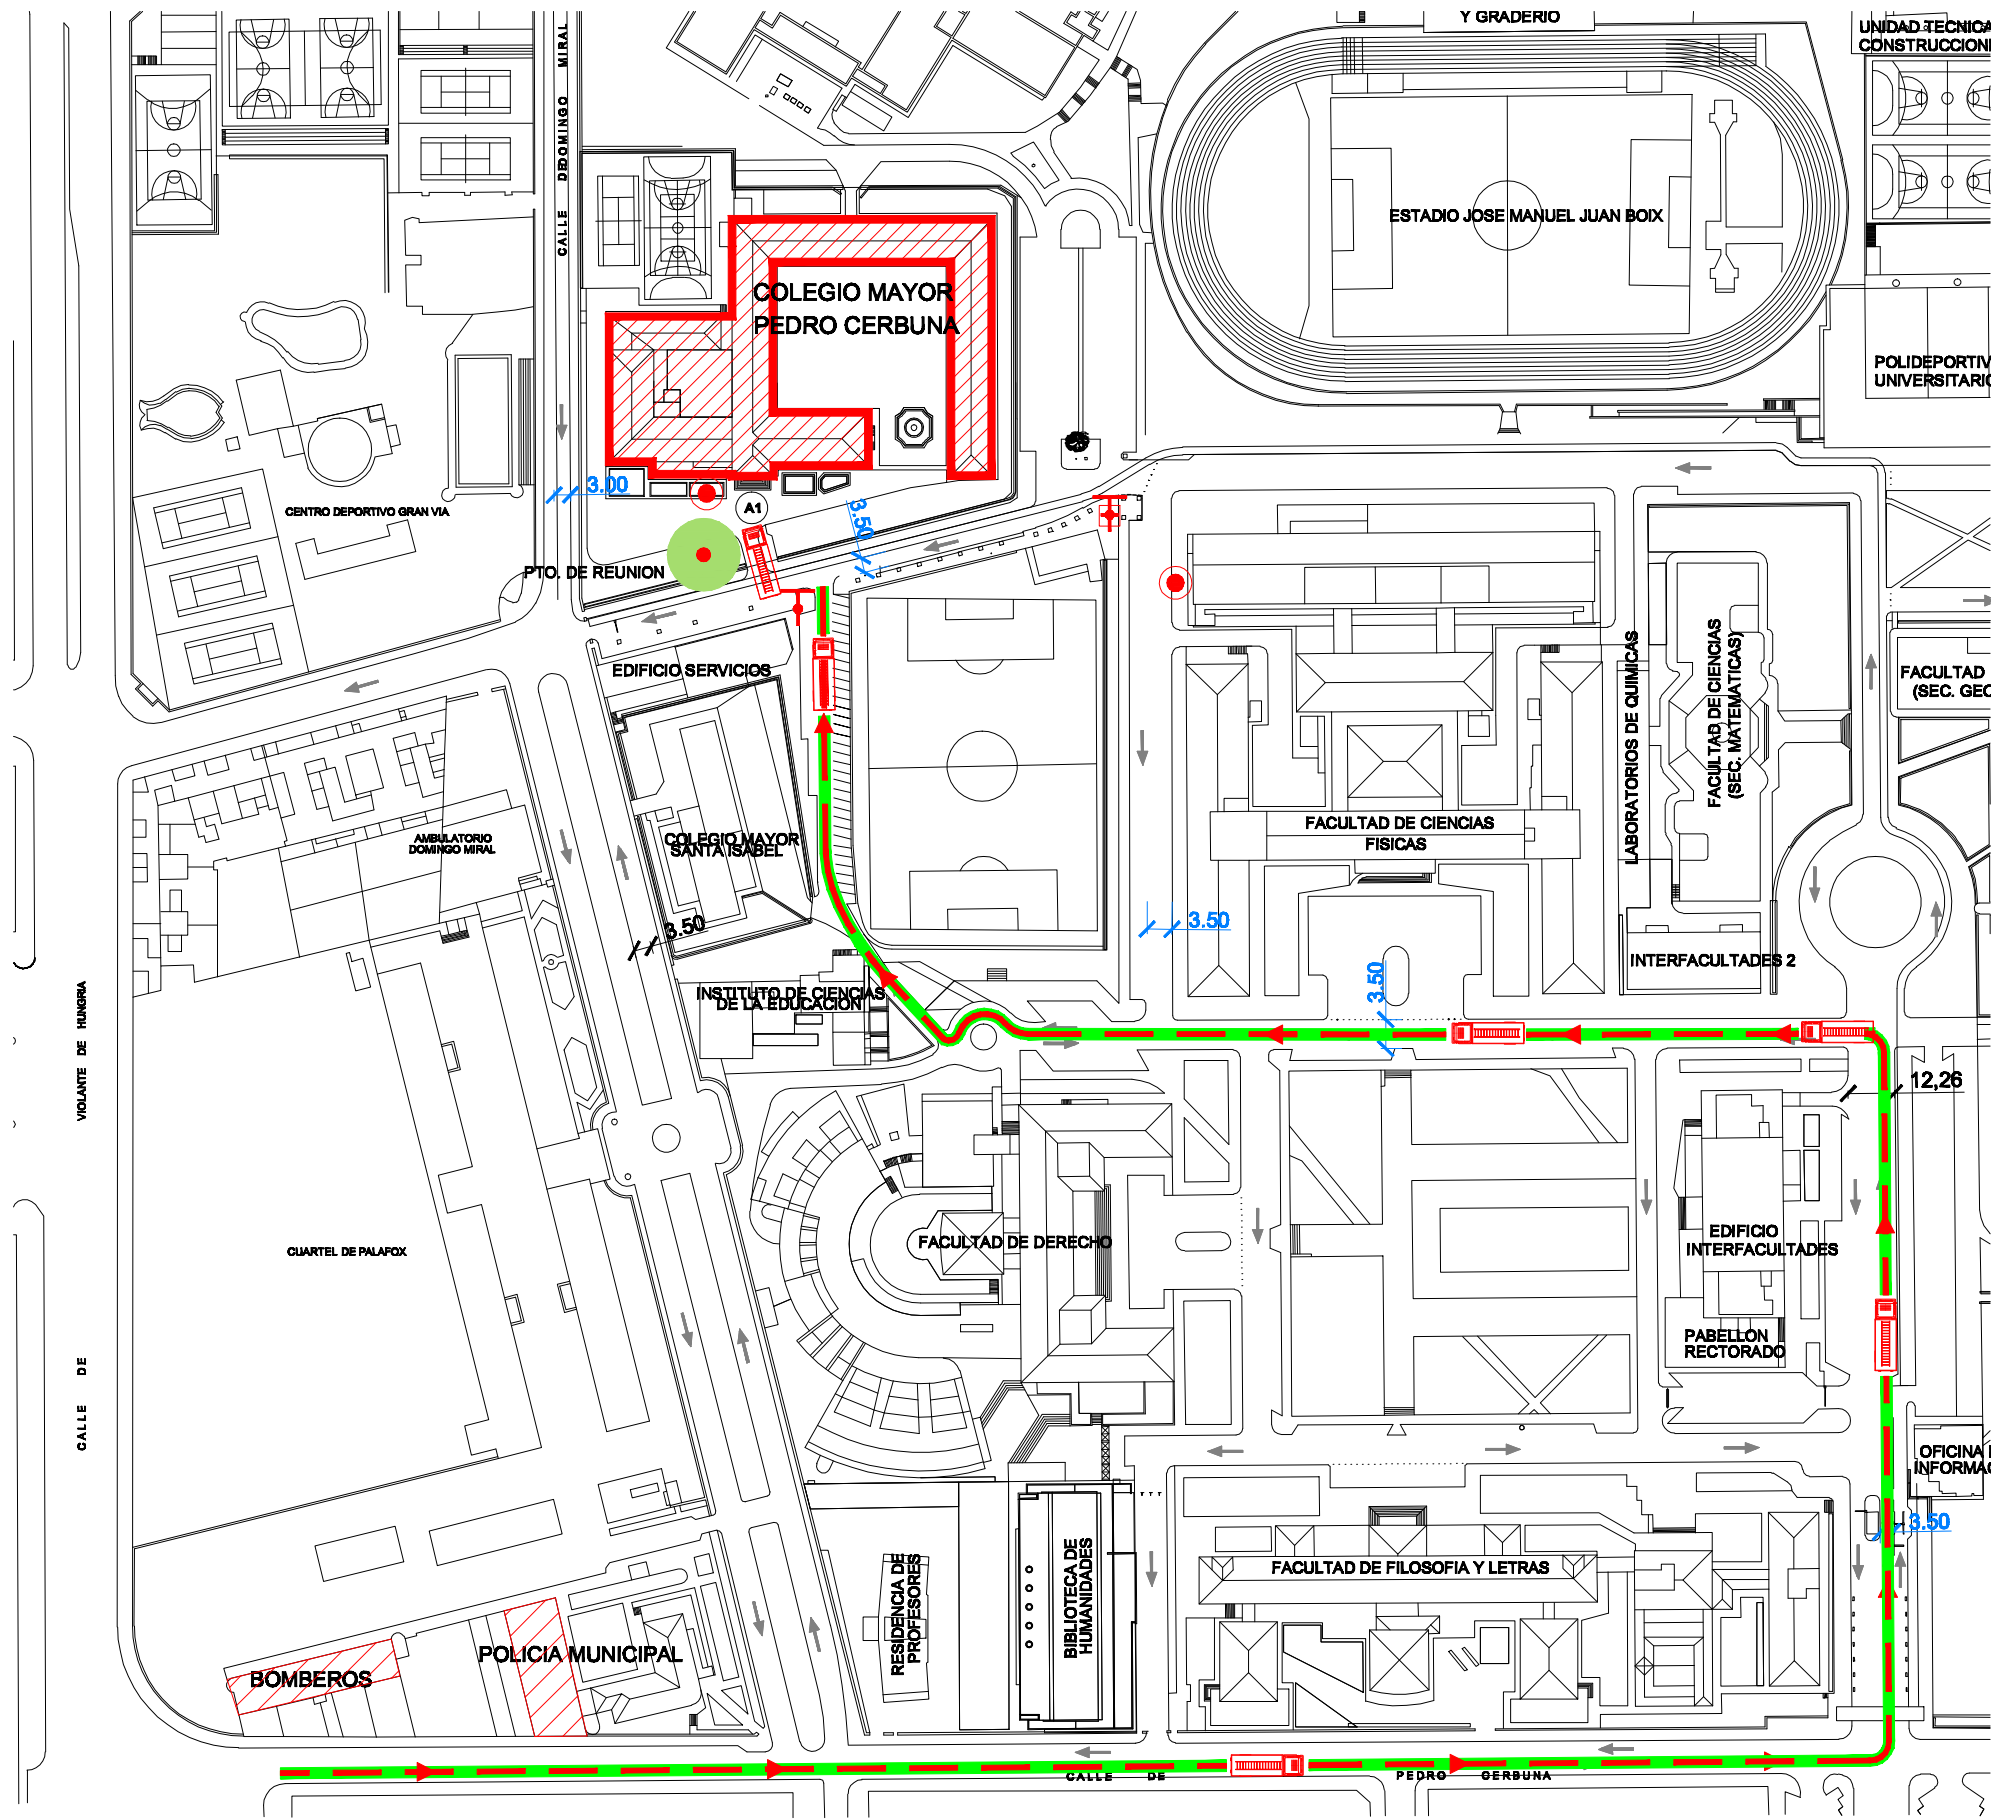 Y GRADERIO
UNIDAD TECNICA
CONSTRUCCION
CALLE DE DOMINGO MIRAL
ESTADIO JOSE MANUEL JUAN BOIX
COLEGIO MAYOR
PEDRO CERBUNA
POLIDEPORTIV
UNIVERSITARIO
3.00
CENTRO DEPORTIVO GRAN VIA
A1
3.50
PTO. DE REUNION
EDIFICIO SERVICIOS
LABORATORIOS DE QUIMICAS
FACULTAD DE CIENCIAS
(SEC. MATEMATICAS)
FACULTAD
(SEC. GEO
COLEGIO MAYOR
SANTA ISABEL
AMBULATORIO
DOMINGO MIRAL
FACULTAD DE CIENCIAS
FISICAS
3.50
3.50
3.50
INTERFACULTADES 2
INSTITUTO DE CIENCIAS
DE LA EDUCACION
12,26
CALLE DE VIOLANTE DE HUNGRIA
CUARTEL DE PALAFOX
FACULTAD DE DERECHO
EDIFICIO
INTERFACULTADES
PABELLON
RECTORADO
OFICINA
INFORMA
3.50
RESIDENCIA DE
PROFESORES
BIBLIOTECA DE
HUMANIDADES
FACULTAD DE FILOSOFIA Y LETRAS
POLICIA MUNICIPAL
BOMBEROS
CALLE DE PEDRO CERBUNA